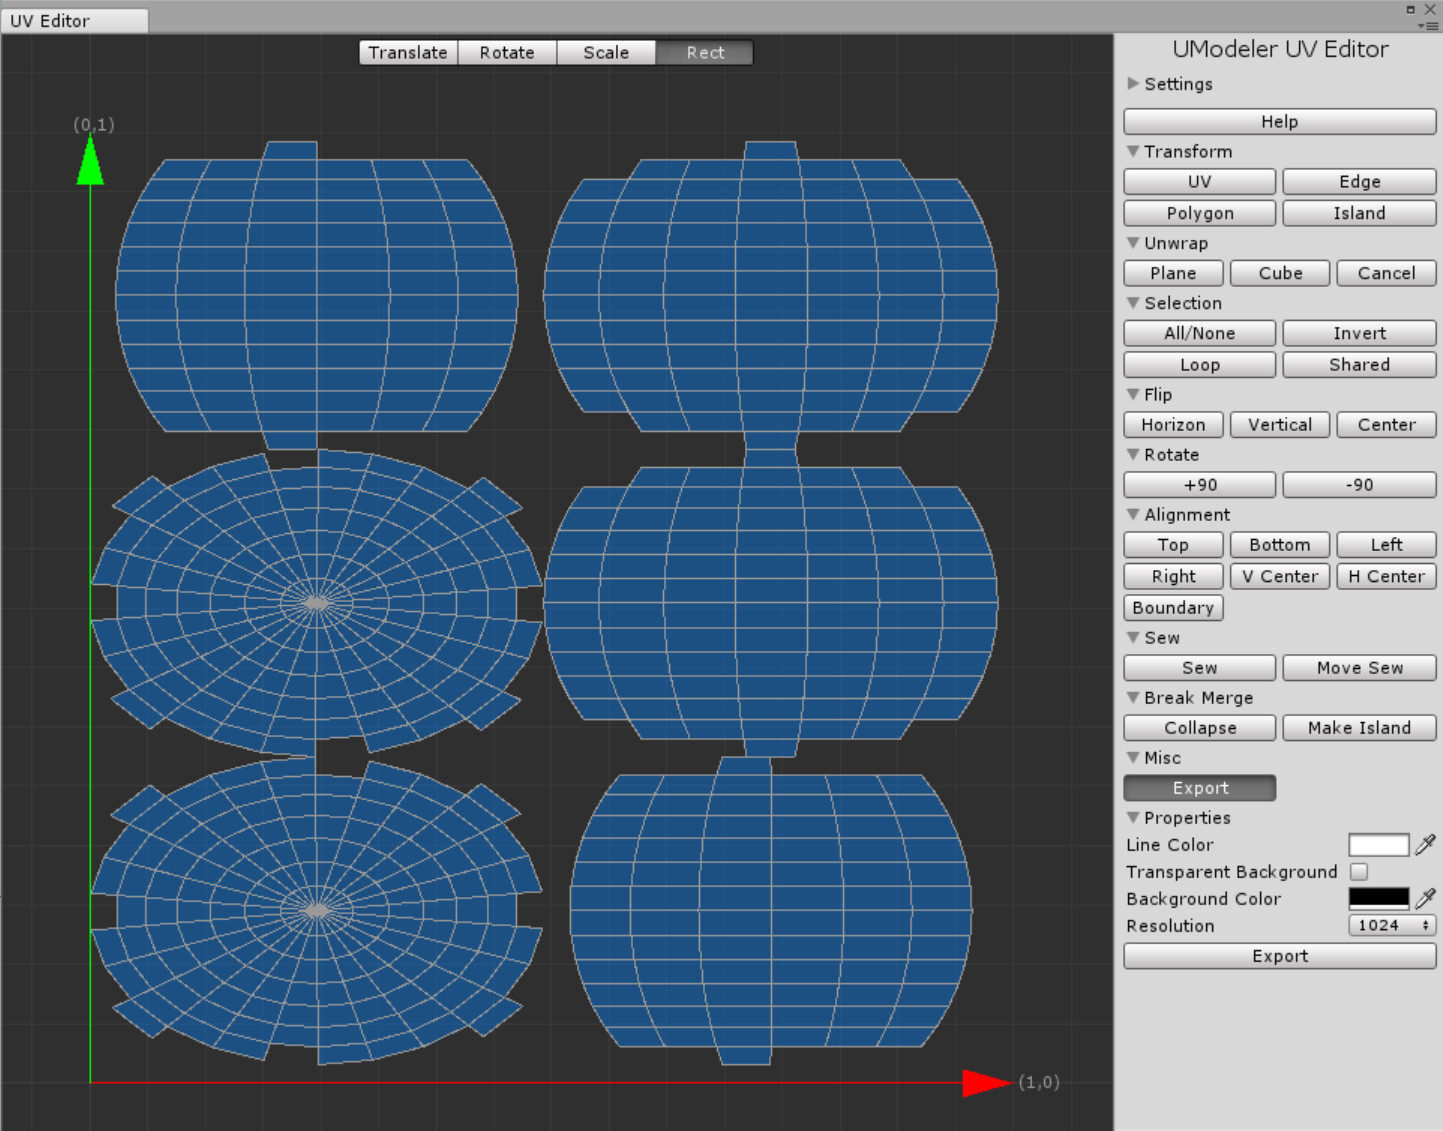 UV Editor
Translate Rotate Scale Rect
(0,1)
(1,0)
UModeler UV Editor
Settings
Help
Transform
UV Edge
Polygon Island
Unwrap
Plane Cube Cancel
Selection
All/None Invert
Loop Shared
Flip
Horizon Vertical Center
Rotate
+90 -90
Alignment
Top Bottom Left
Right V Center H Center
Boundary
Sew
Sew Move Sew
Break Merge
Collapse Make Island
Misc
Export
Properties
Line Color
Transparent Background
Background Color
Resolution 1024
Export